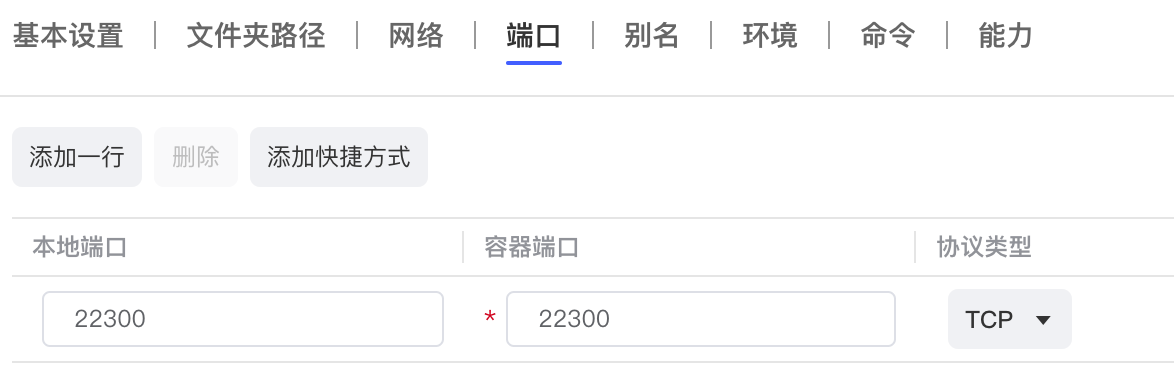 基本设置 | 文件夹路径 | 网络 | 端口 | 别名 | 环境 | 命令 | 能力
添加一行 删除 添加快捷方式
本地端口 容器端口 协议类型
22300 * 22300 TCP